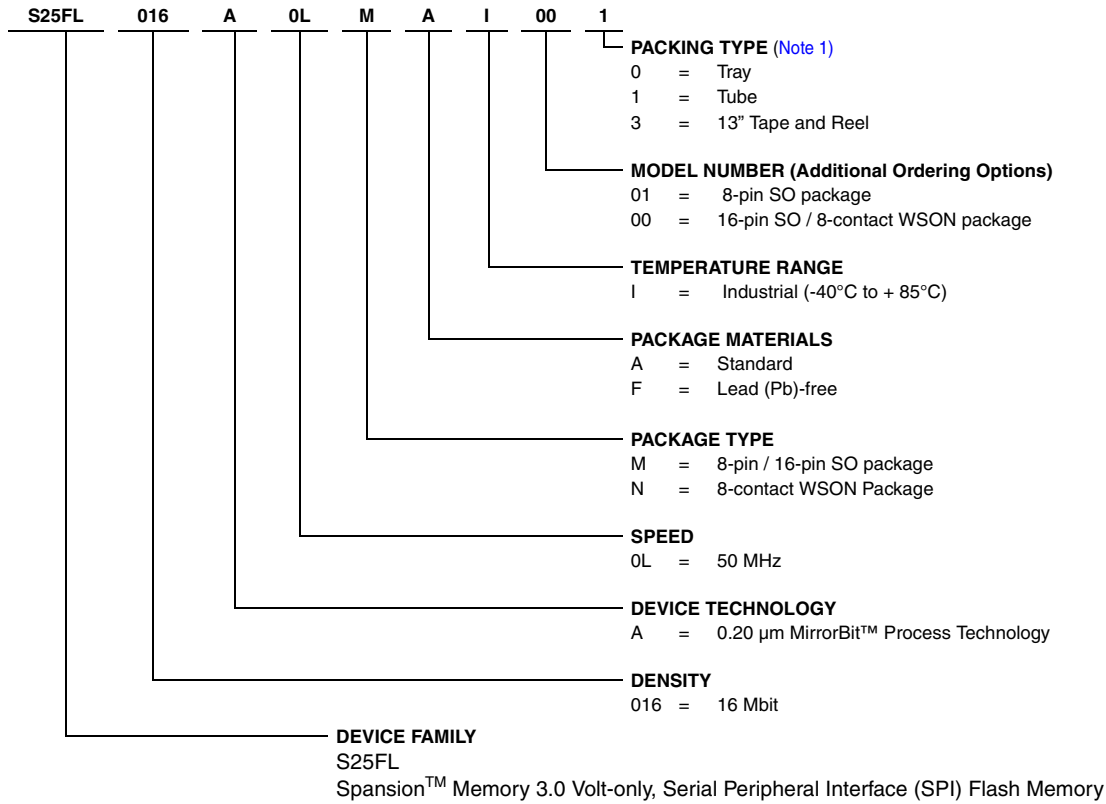 S25FL 016 A 0L M A I 00 1
PACKING TYPE (Note 1)
0 = Tray
1 = Tube
3 = 13” Tape and Reel
MODEL NUMBER (Additional Ordering Options)
01 = 8-pin SO package
00 = 16-pin SO / 8-contact WSON package
TEMPERATURE RANGE
I = Industrial (-40°C to + 85°C)
PACKAGE MATERIALS
A = Standard
F = Lead (Pb)-free
PACKAGE TYPE
M = 8-pin / 16-pin SO package
N = 8-contact WSON Package
SPEED
0L = 50 MHz
DEVICE TECHNOLOGY
A = 0.20 µm MirrorBit™ Process Technology
DENSITY
016 = 16 Mbit
DEVICE FAMILY
S25FL
Spansion™ Memory 3.0 Volt-only, Serial Peripheral Interface (SPI) Flash Memory